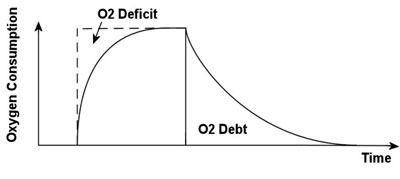 O2 Deficit
Oxygen Consumption
O2 Debt
Time